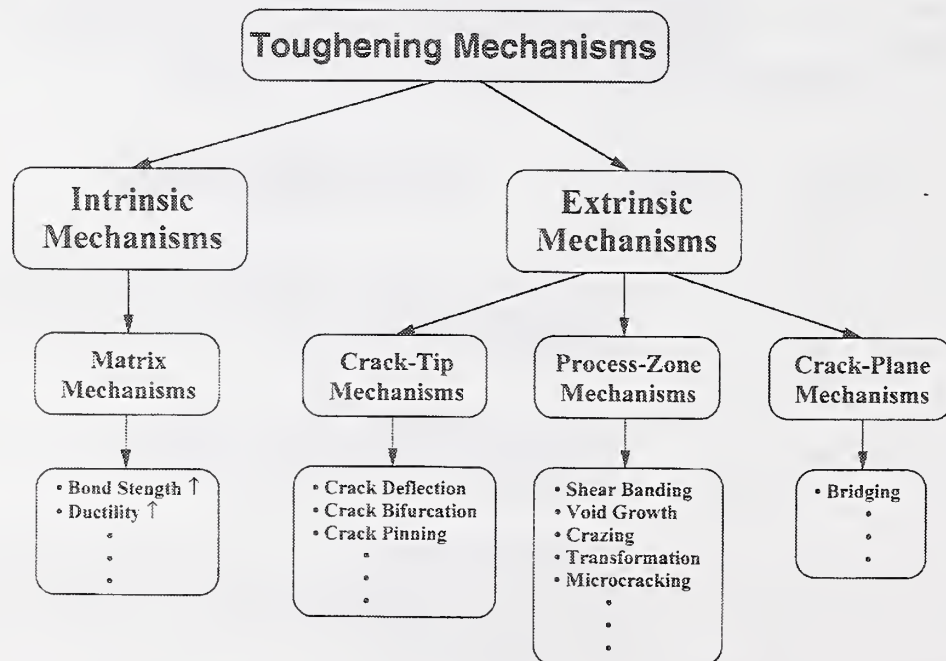 Toughening Mechanisms
Intrinsic
Mechanisms
Extrinsic
Mechanisms
Matrix
Mechanisms
Crack-Tip
Mechanisms
Process-Zone
Mechanisms
Crack-Plane
Mechanisms
• Bond Stength ↑
• Ductility ↑
•
•
•
• Crack Deflection
• Crack Bifurcation
• Crack Pinning
•
•
•
• Shear Banding
• Void Growth
• Crazing
• Transformation
• Microcracking
•
•
•
• Bridging
•
•
•